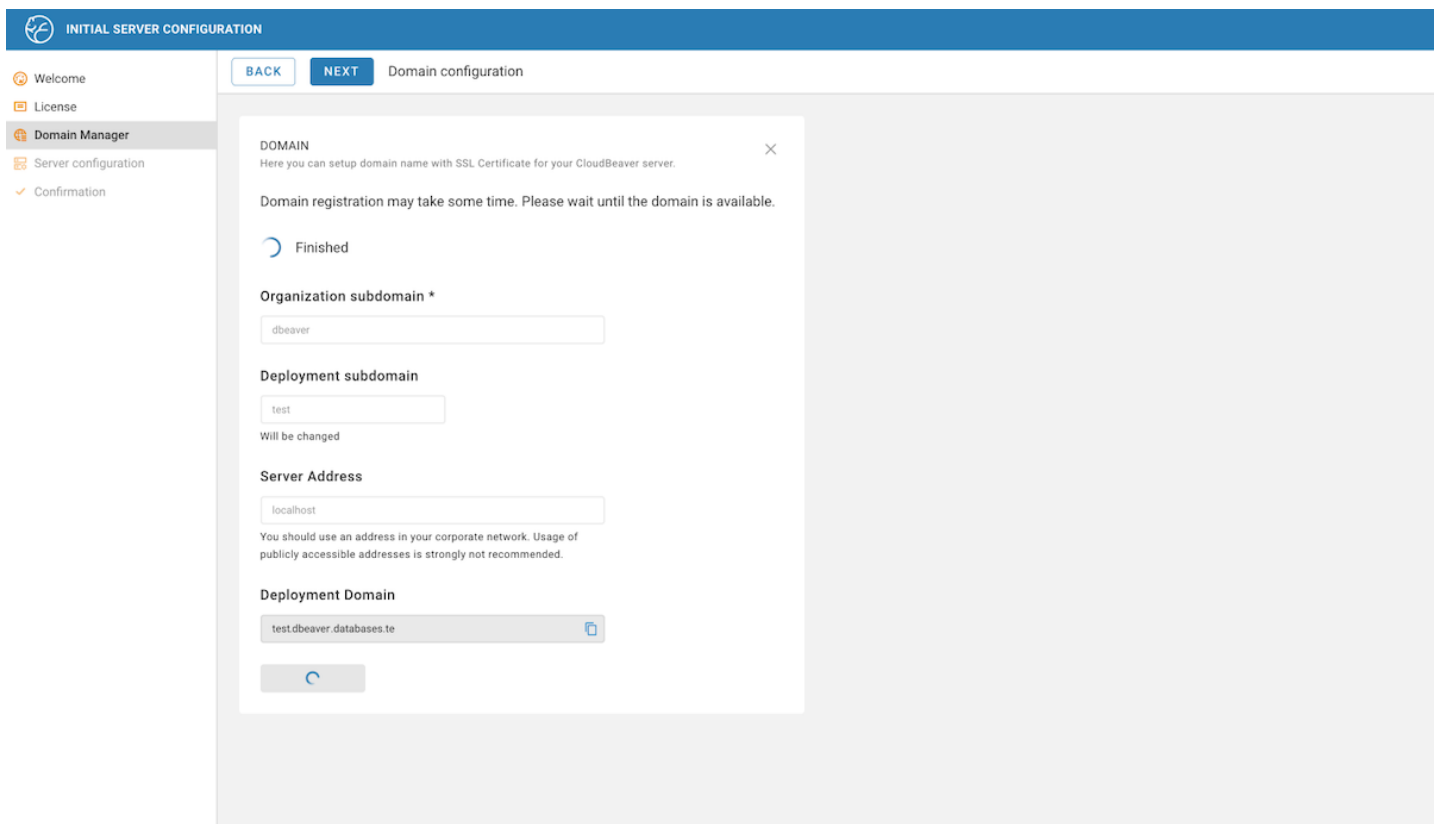 INITIAL SERVER CONFIGURATION
Welcome
License
Domain Manager
Server configuration
Confirmation
BACK NEXT Domain configuration
DOMAIN
Here you can setup domain name with SSL Certificate for your CloudBeaver server.
Domain registration may take some time. Please wait until the domain is available.
Finished
Organization subdomain *
dbeaver
Deployment subdomain
test
Will be changed
Server Address
localhost
You should use an address in your corporate network. Usage of
publicly accessible addresses is strongly not recommended.
Deployment Domain
test.dbeaver.databases.te